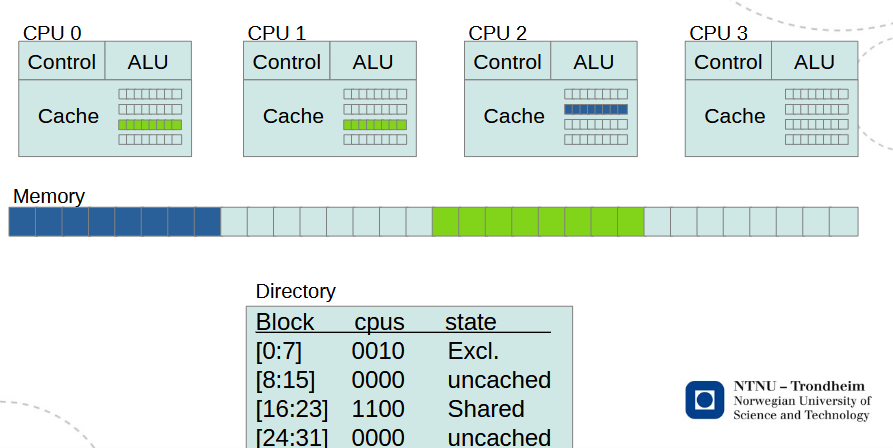 CPU 0 CPU 1 CPU 2 CPU 3
Control ALU Control ALU Control ALU Control ALU
Cache Cache Cache Cache
Memory
Directory
Block cpus state
[0:7] 0010 Excl.
[8:15] 0000 uncached
[16:23] 1100 Shared
[24:31] 0000 uncached
NTNU – Trondheim
Norwegian University of
Science and Technology